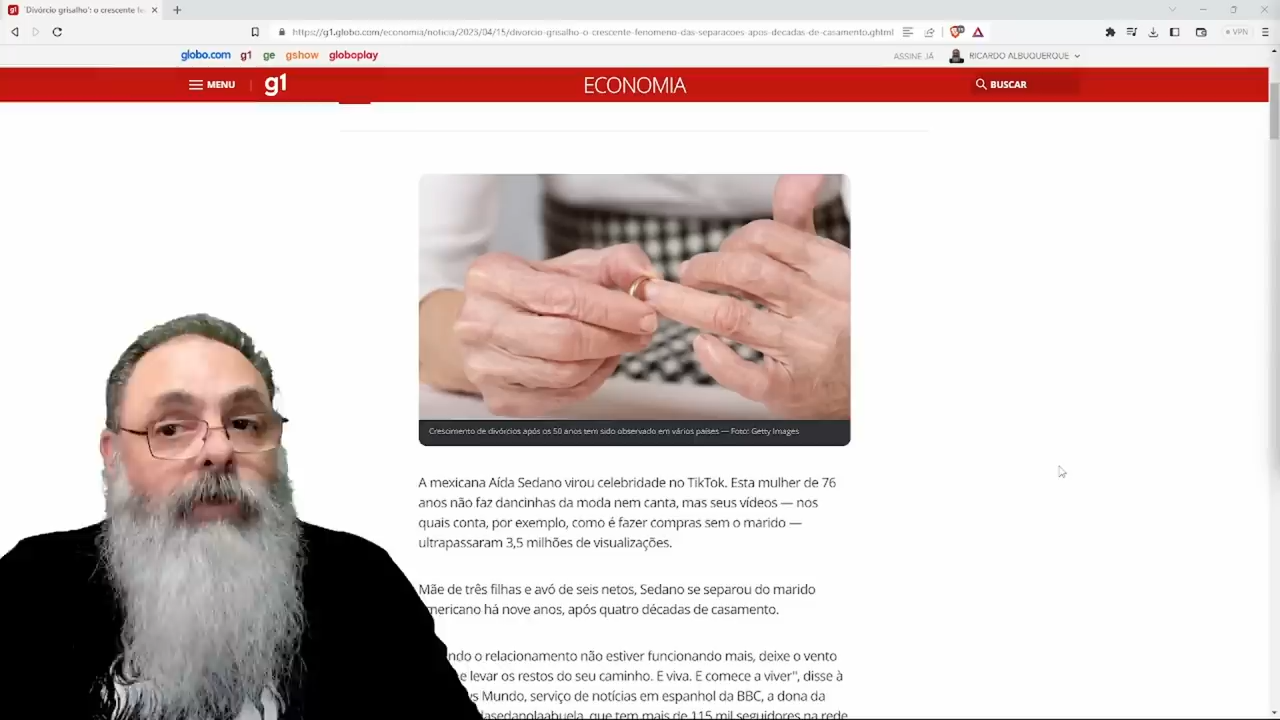 'Divórcio grisalho': o crescente fe
https://g1.globo.com/economia/noticia/2023/04/15/divorcio-grisalho-o-crescente-fenomeno-das-separacoes-apos-decadas-de-casamento.ghtml
VPN
globo.com g1 ge gshow globoplay
ASSINE JÁ
RICARDO ALBUQUERQUE
MENU
g1
ECONOMIA
BUSCAR
Crescimento de divórcios após os 50 anos tem sido observado em vários países — Foto: Getty Images
A mexicana Aída Sedano virou celebridade no TikTok. Esta mulher de 76
anos não faz dancinhas da moda nem canta, mas seus vídeos — nos
quais conta, por exemplo, como é fazer compras sem o marido —
ultrapassaram 3,5 milhões de visualizações.
Mãe de três filhas e avó de seis netos, Sedano se separou do marido
mericano há nove anos, após quatro décadas de casamento.
ndo o relacionamento não estiver funcionando mais, deixe o vento
e levar os restos do seu caminho. E viva. E comece a viver", disse à
s Mundo, serviço de notícias em espanhol da BBC, a dona da
dasedanolaabuela, que tem mais de 115 mil seguidores na rede